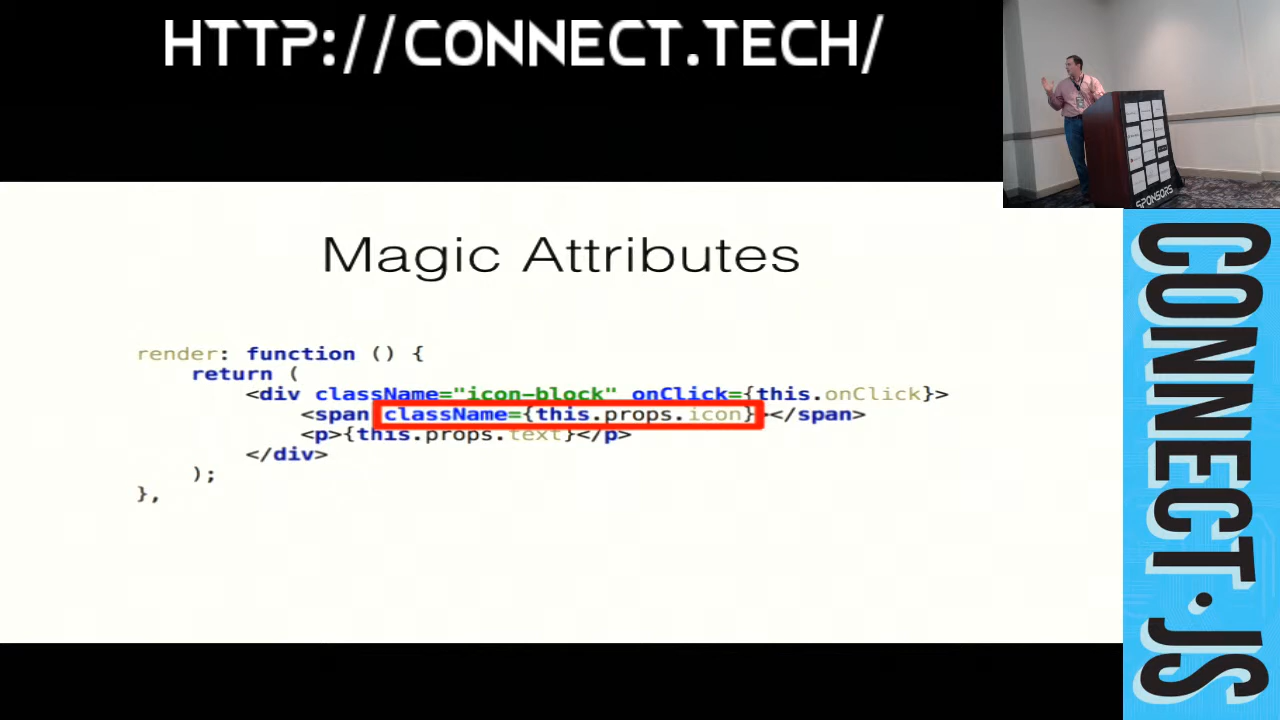 HTTP://CONNECT.TECH/
SPONSORS
Magic Attributes
render: function () {
return (
<div className="icon-block" onClick={this.onClick}>
<span className={this.props.icon}></span>
<p>{this.props.text}</p>
</div>
);
},
CONNECT.JS